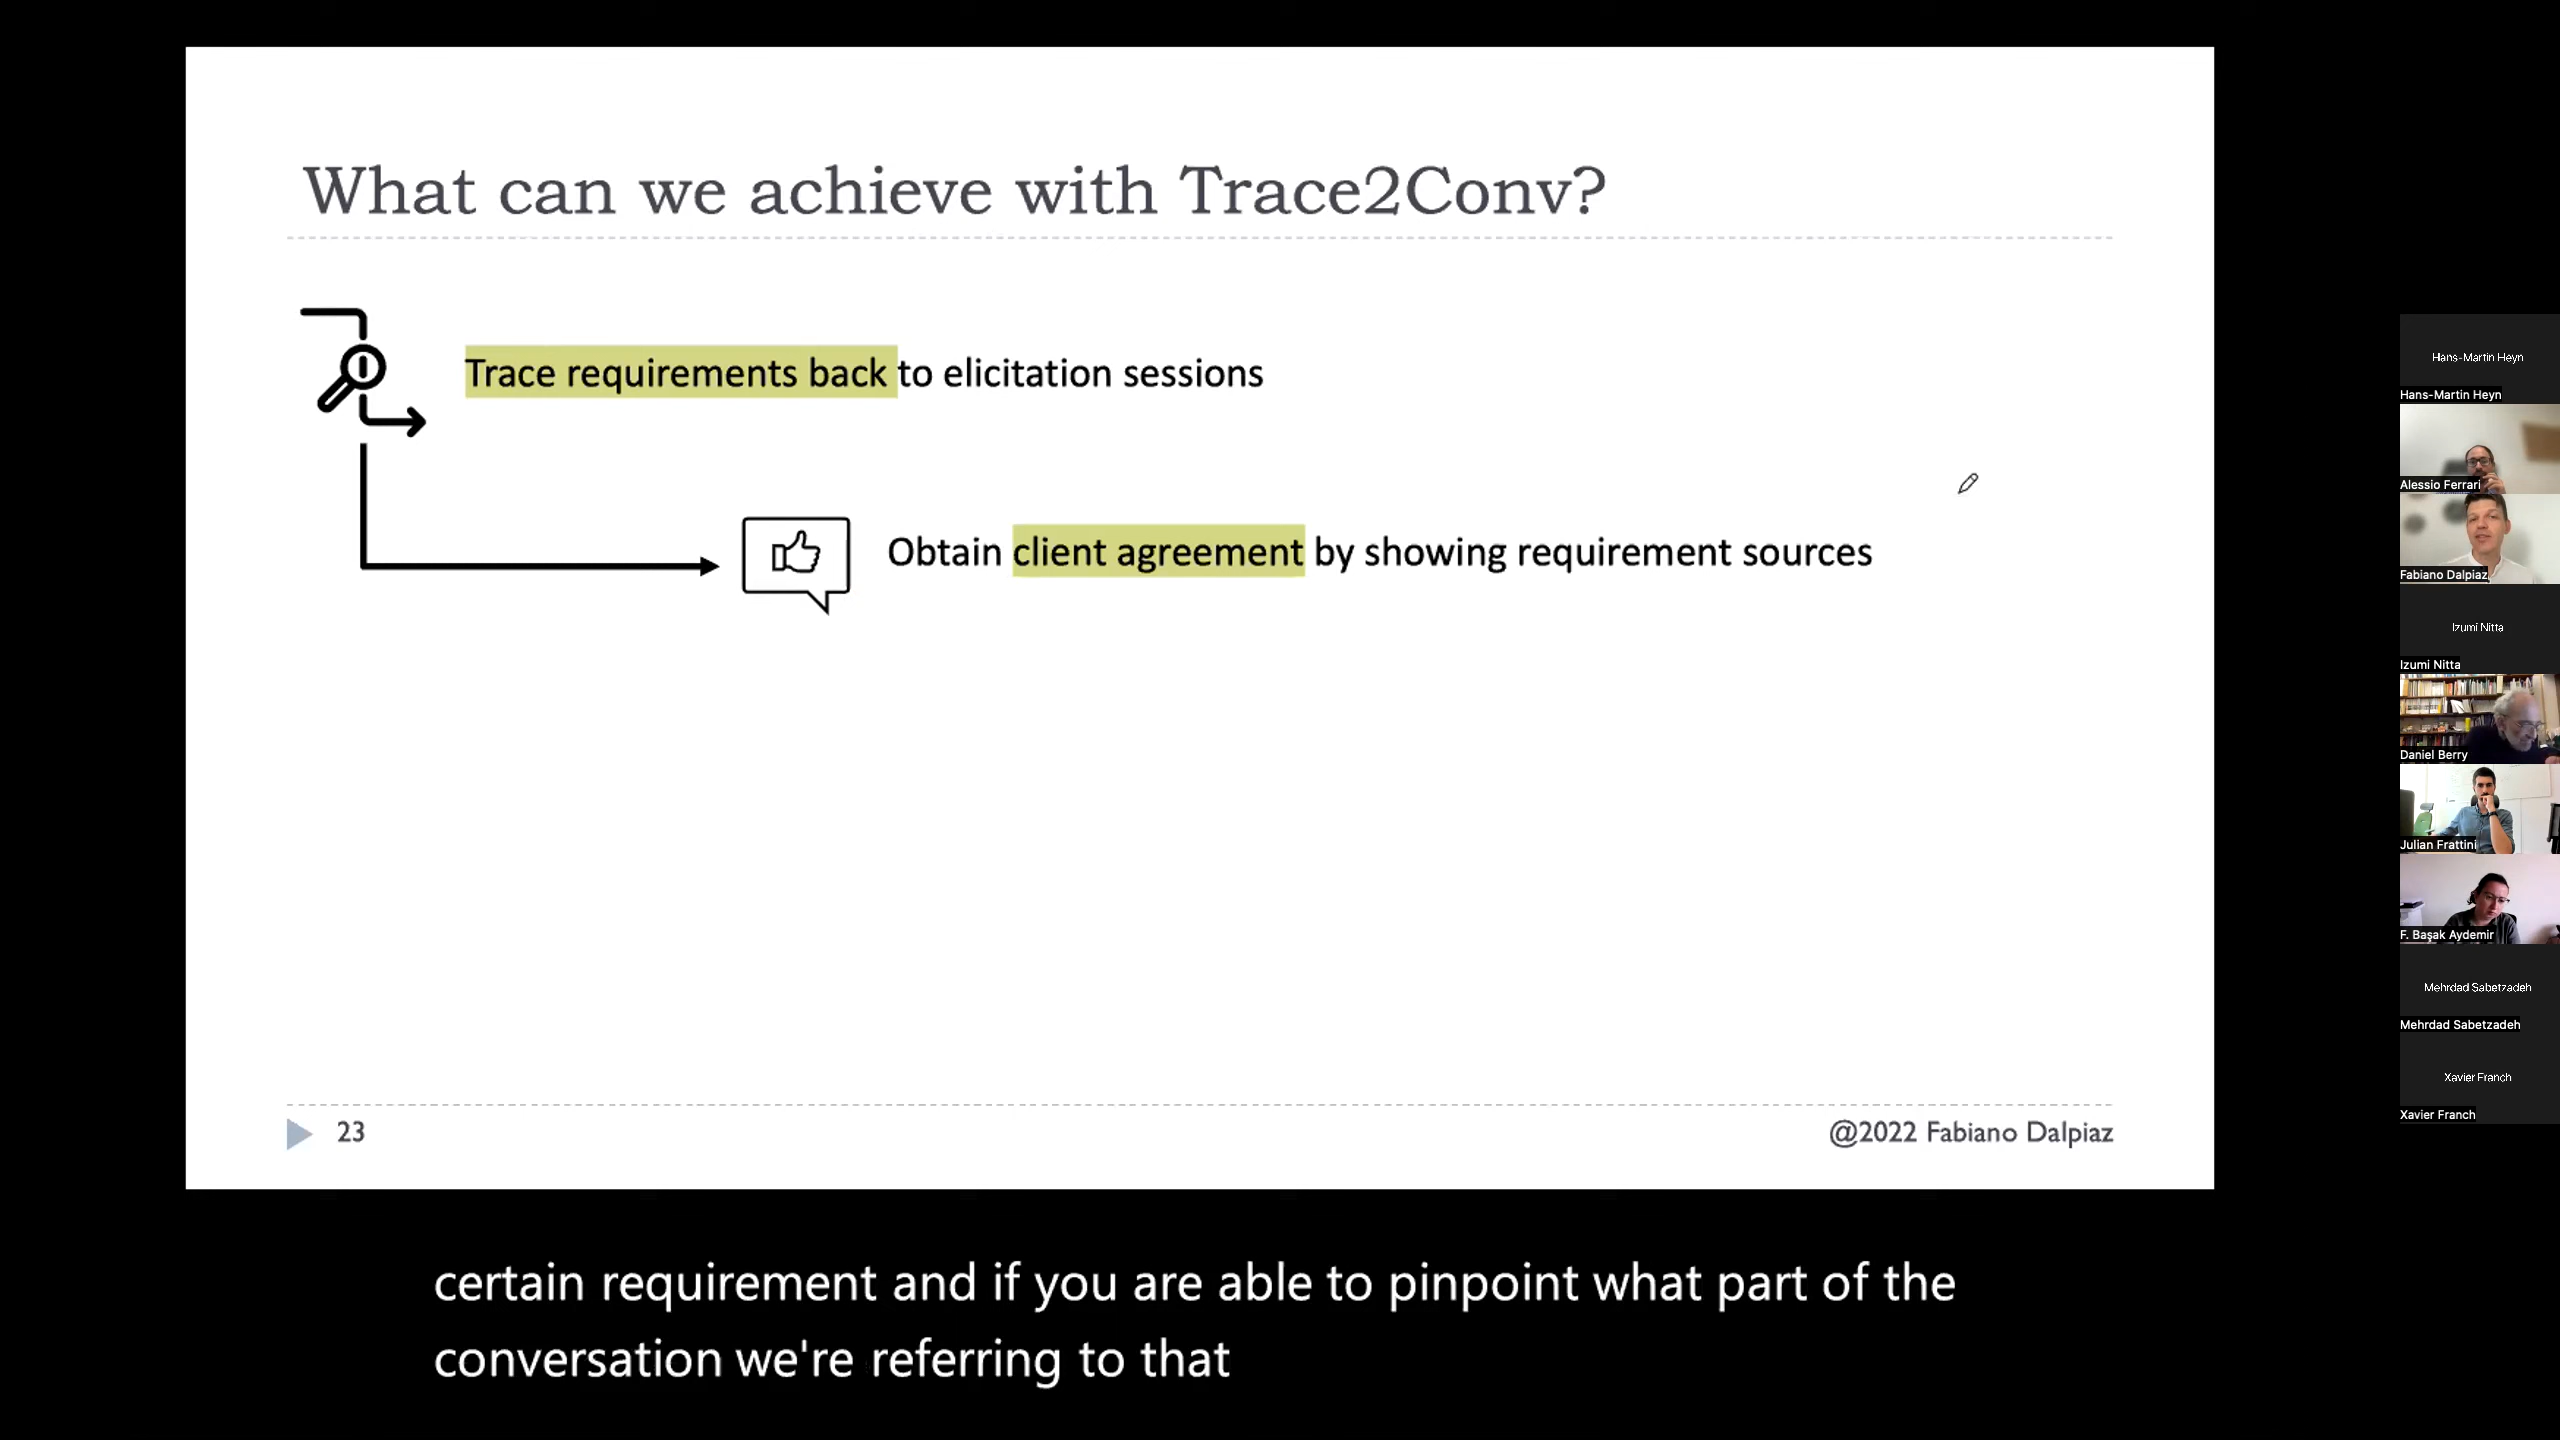 What can we achieve with Trace2Conv?
Trace requirements back to elicitation sessions
Obtain client agreement by showing requirement sources
23
@2022 Fabiano Dalpiaz
certain requirement and if you are able to pinpoint what part of the
conversation we're referring to that
Hans-Martin Heyn
Hans-Martin Heyn
Alessio Ferrari
Fabiano Dalpiaz
Izumi Nitta
Izumi Nitta
Daniel Berry
Julian Frattini
F. Başak Aydemir
Mehrdad Sabetzadeh
Mehrdad Sabetzadeh
Xavier Franch
Xavier Franch